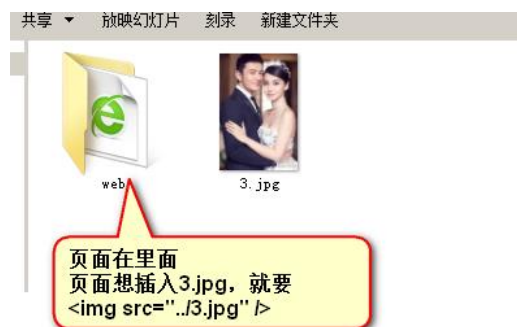 共享 放映幻灯片 刻录 新建文件夹
web
3.jpg
页面在里面
页面想插入3.jpg，就要
<img src="../3.jpg" />